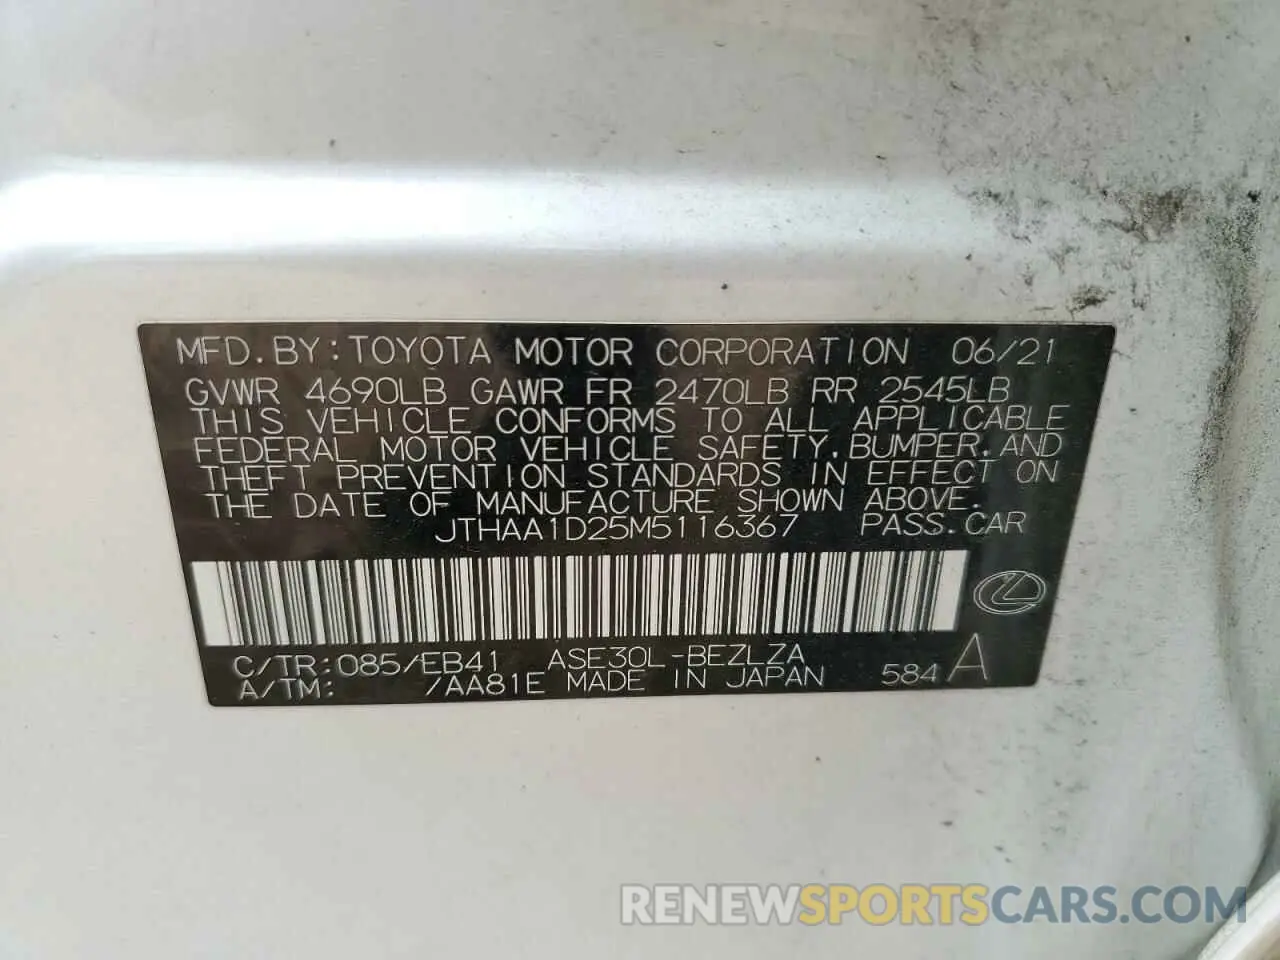 MFD.BY:TOYOTA MOTOR CORPORATION 06/21
GVWR 4690LB GAWR FR 2470LB RR 2545LB
THIS VEHICLE CONFORMS TO ALL APPLICABLE
FEDERAL MOTOR VEHICLE SAFETY,BUMPER,AND
THEFT PREVENTION STANDARDS IN EFFECT ON
THE DATE OF MANUFACTURE SHOWN ABOVE.
JTHAA1D25M5116367 PASS.CAR
C/TR:085/EB41 ASE30L-BEZLZA
A/TM: /AA81E MADE IN JAPAN 584 A
RENEWSPORTSCARS.COM